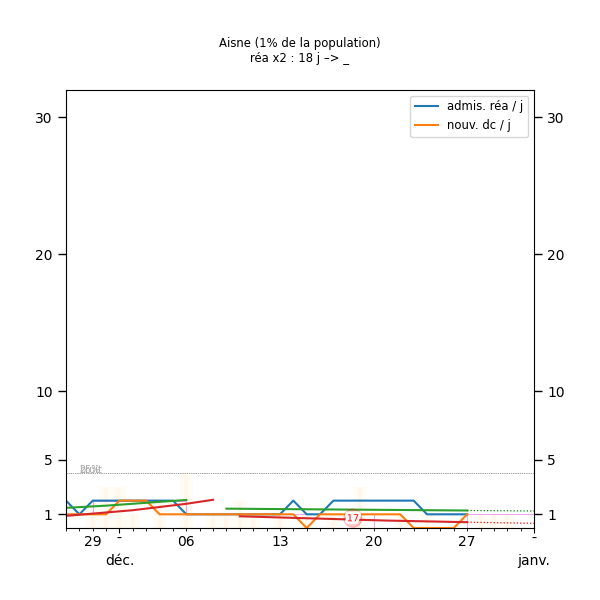 Aisne (1% de la population)
réa x2 : 18 j –> _
admis. réa / j
nouv. dc / j
30 30
20 20
10 10
5 5
1 1
17
29 - 06 13 20 27 -
déc. janv.